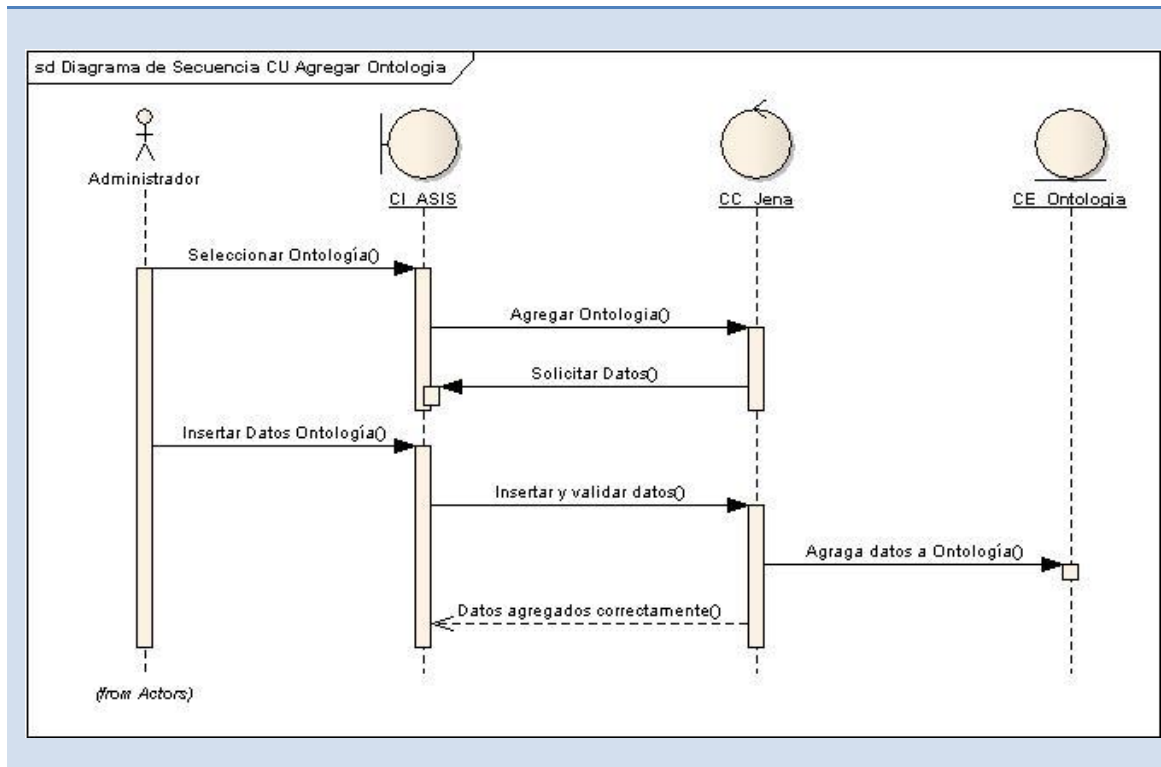 sd Diagrama de Secuencia CU Agregar Ontologia
Administrador
CI_ASIS
CC_Jena
CE_Ontologia
Seleccionar Ontología()
Agregar Ontologia()
Solicitar Datos()
Insertar Datos Ontología()
Insertar y validar datos()
Agraga datos a Ontología()
Datos agregados correctamente()
(from Actors)